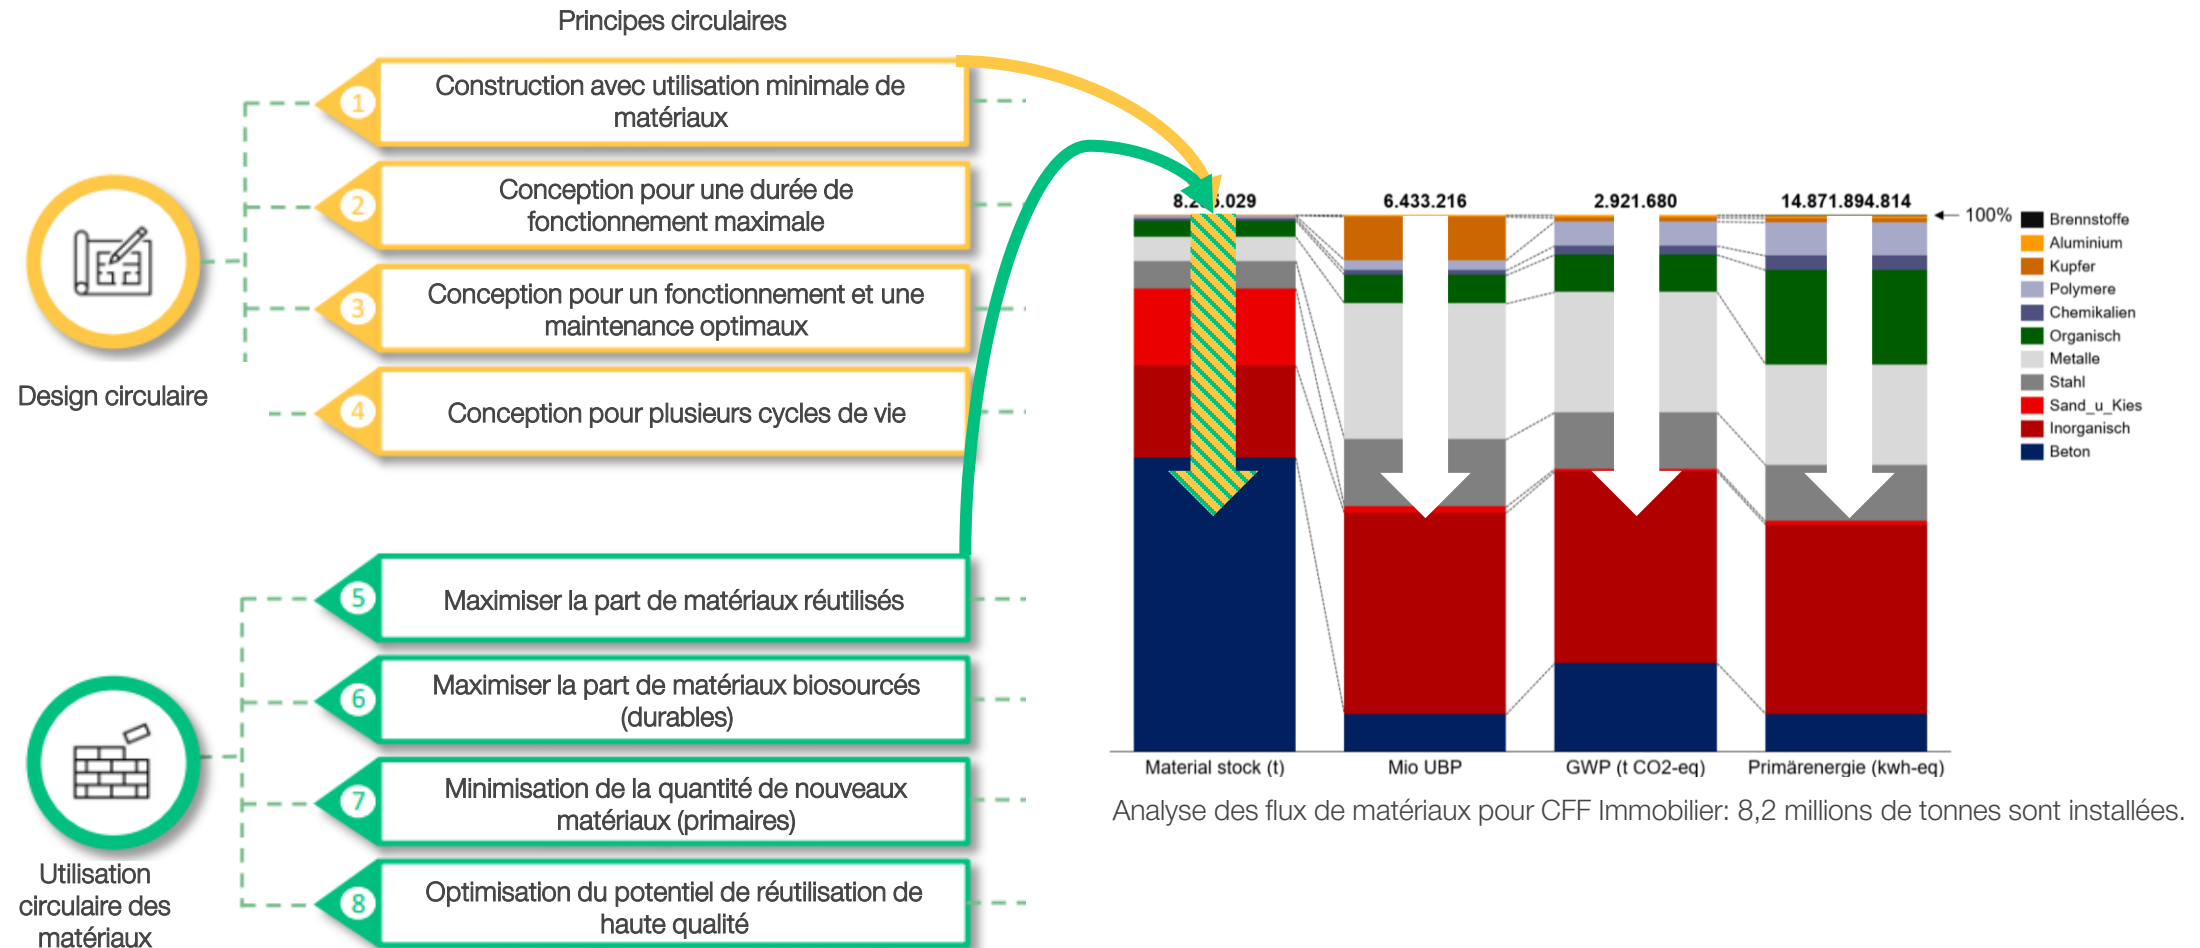 Principes circulaires
1
Construction avec utilisation minimale de
matériaux
2
Conception pour une durée de
fonctionnement maximale
3
Conception pour un fonctionnement et une
maintenance optimaux
4
Conception pour plusieurs cycles de vie
Design circulaire
5
Maximiser la part de matériaux réutilisés
6
Maximiser la part de matériaux biosourcés
(durables)
7
Minimisation de la quantité de nouveaux
matériaux (primaires)
8
Optimisation du potentiel de réutilisation de
haute qualité
Utilisation
circulaire des
matériaux
6.433.216
2.921.680
14.871.894.814
100%
Brennstoffe
Aluminium
Kupfer
Polymere
Chemikalien
Organisch
Metalle
Stahl
Sand_u_Kies
Inorganisch
Beton
Material stock (t)
Mio UBP
GWP (t CO2-eq)
Primärenergie (kwh-eq)
Analyse des flux de matériaux pour CFF Immobilier: 8,2 millions de tonnes sont installées.